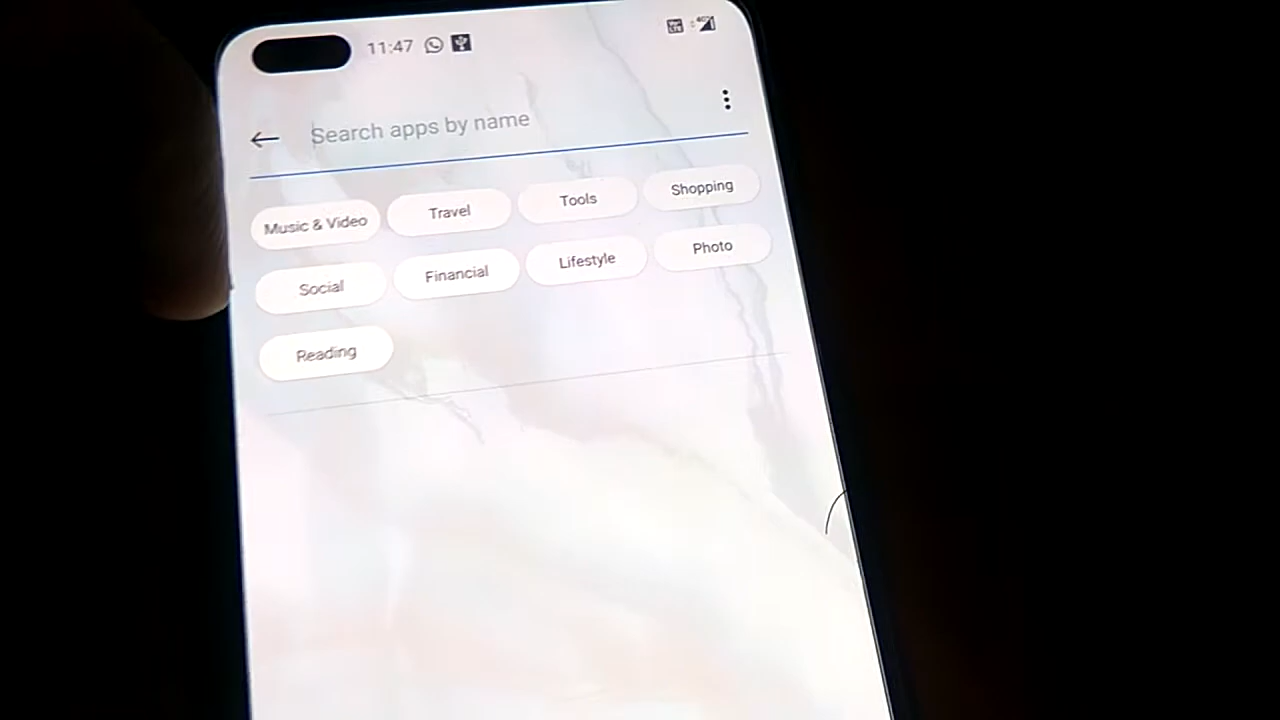 11:47
Search apps by name
Music & Video Travel Tools Shopping
Social Financial Lifestyle Photo
Reading